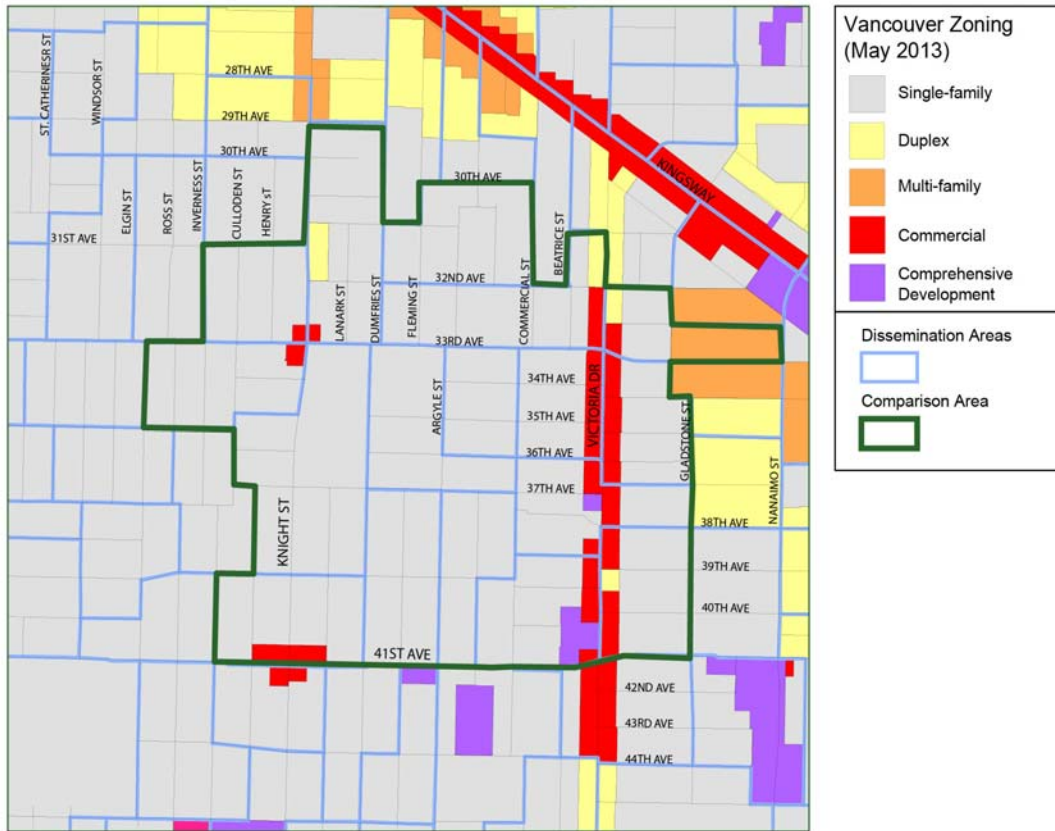 Vancouver Zoning
(May 2013)
Single-family
Duplex
Multi-family
Commercial
Comprehensive
Development
Dissemination Areas
Comparison Area
ST. CATHERINESR ST
WINDSOR ST
28TH AVE
29TH AVE
30TH AVE
ELGIN ST
ROSS ST
INVERNESS ST
CULLODEN ST
HENRY sT
31ST AVE
30TH AVE
KINGSWAY
BEATRICE ST
32ND AVE
LANARK ST
DUMFRIES ST
FLEMING ST
COMMERCIAL ST
33RD AVE
34TH AVE
VICTORIA DR
ARGYLE ST
35TH AVE
GLADSTONE ST
36TH AVE
37TH AVE
NANAIMO ST
KNIGHT ST
38TH AVE
39TH AVE
40TH AVE
41ST AVE
42ND AVE
43RD AVE
44TH AVE